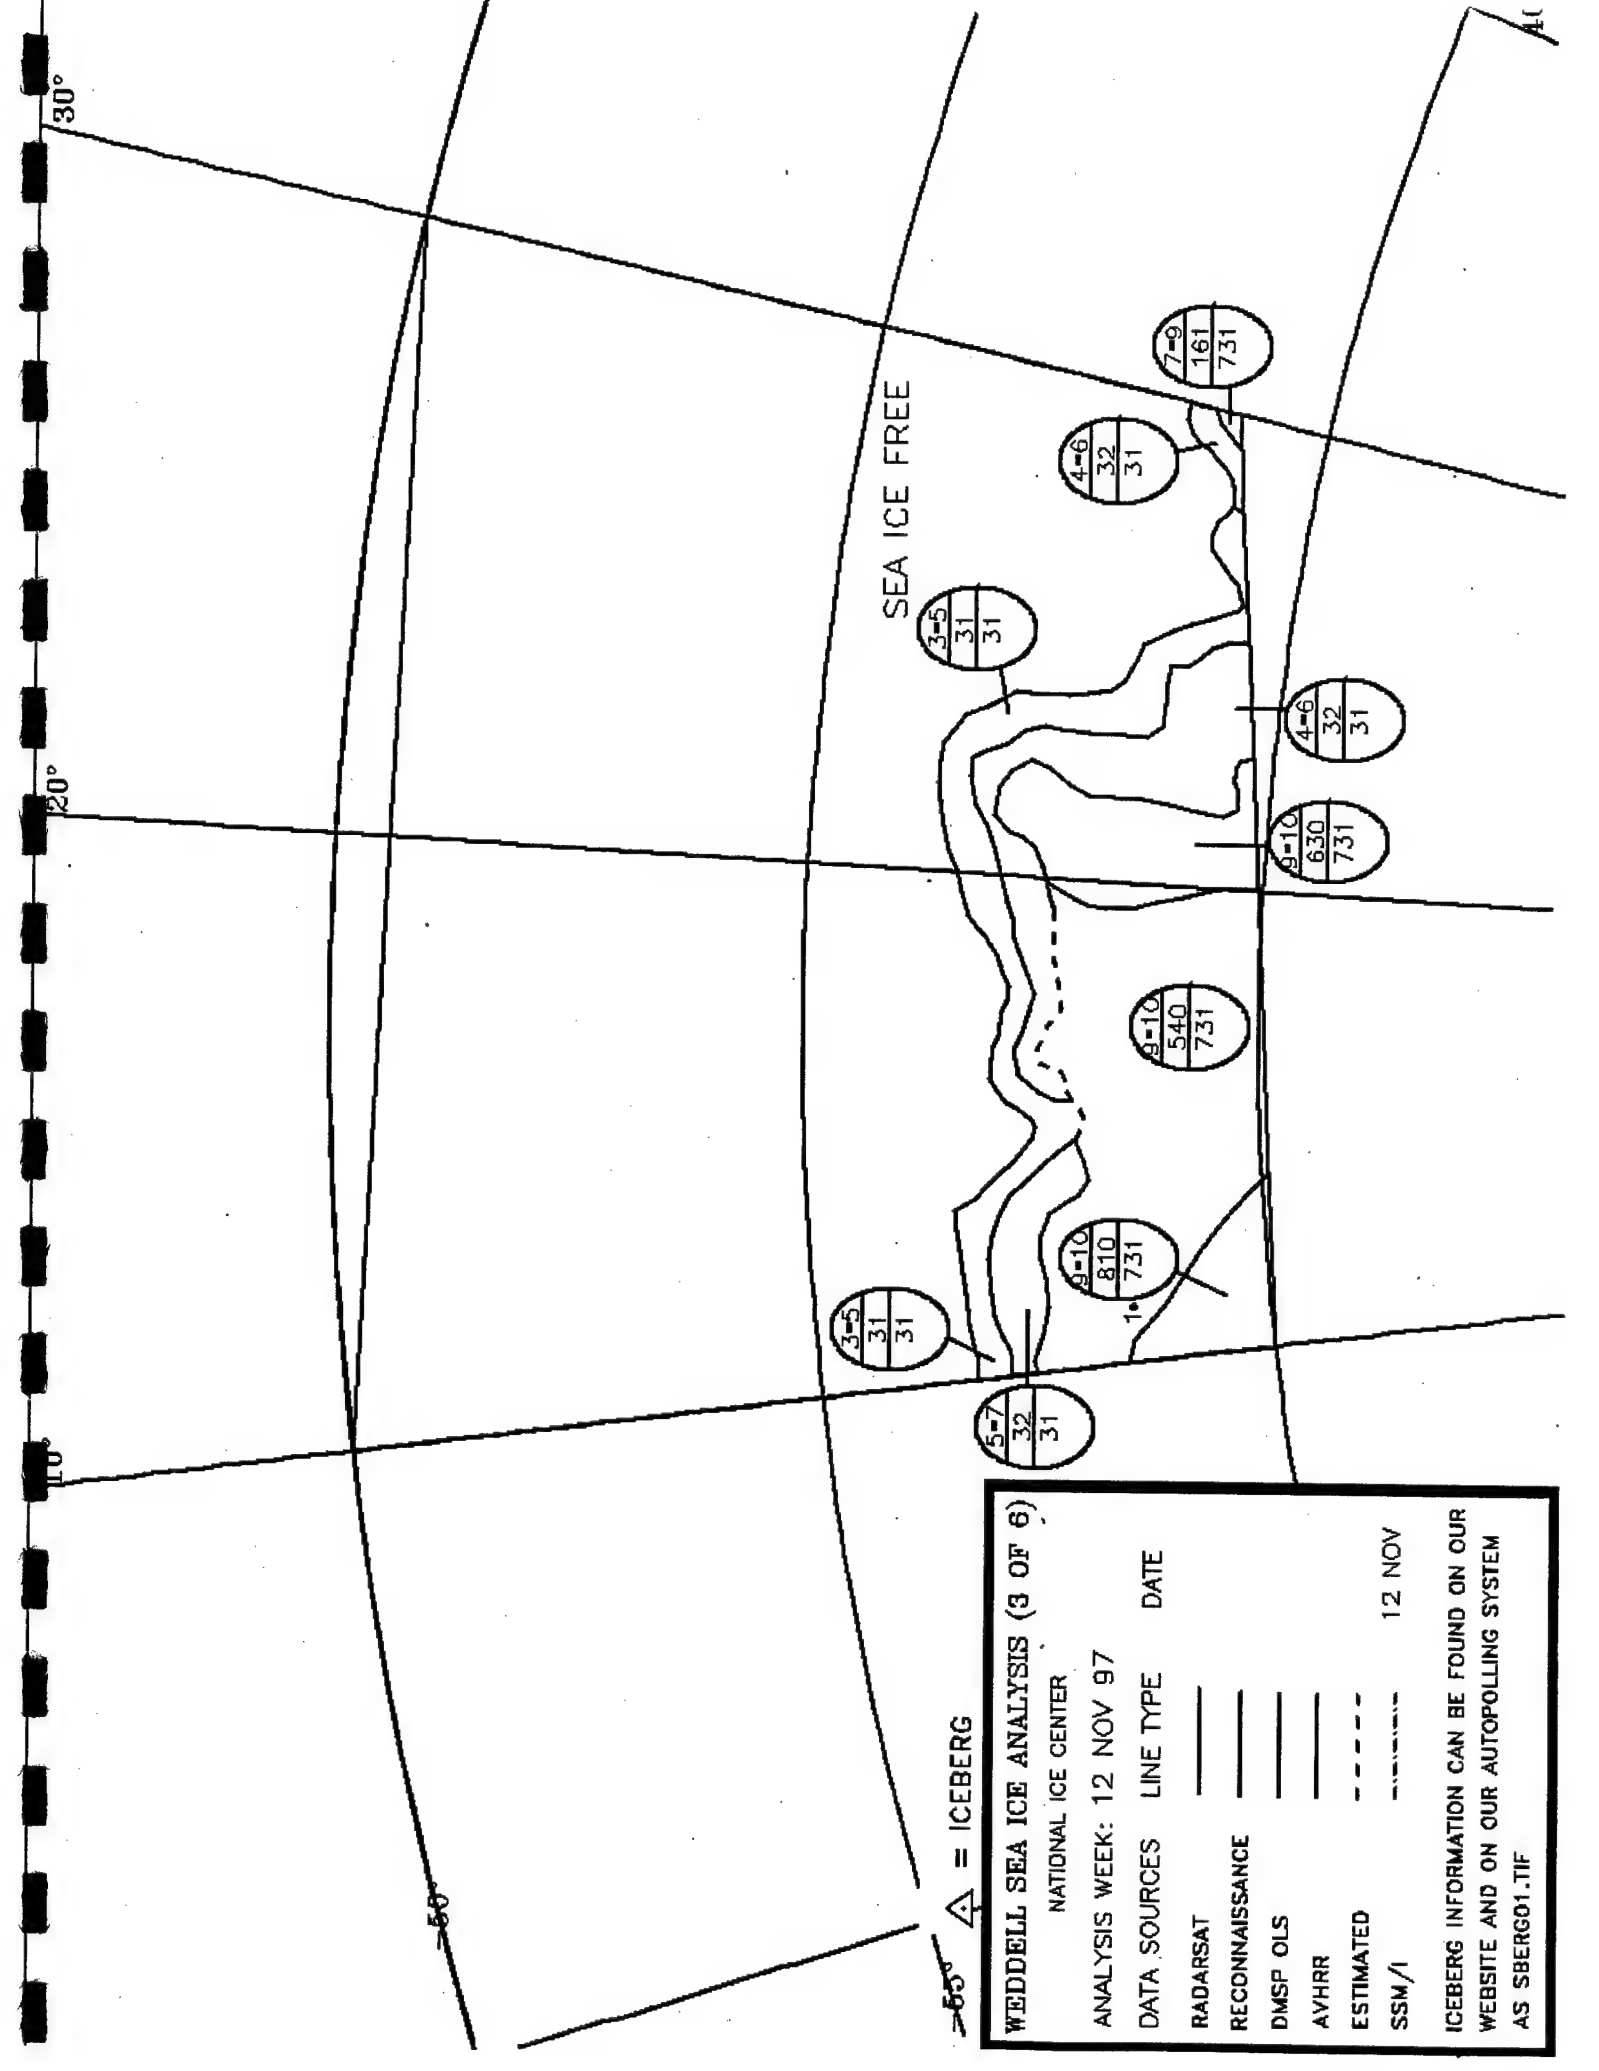 30°
20°
10°
-50°
-55°
SEA ICE FREE
7-9
161
731
4-6
32
31
3-5
31
31
4-6
32
31
9-10
630
731
9-10
540
731
9-10
810
731
1•
3-5
31
31
5-7
32
31
= ICEBERG
WEDDELL SEA ICE ANALYSIS (3 OF 6)
NATIONAL ICE CENTER
ANALYSIS WEEK: 12 NOV 97
DATA SOURCES LINE TYPE DATE
RADARSAT
RECONNAISSANCE
DMSP OLS
AVHRR
ESTIMATED
SSM/I 12 NOV
ICEBERG INFORMATION CAN BE FOUND ON OUR
WEBSITE AND ON OUR AUTOPOLLING SYSTEM
AS SBERG01.TIF